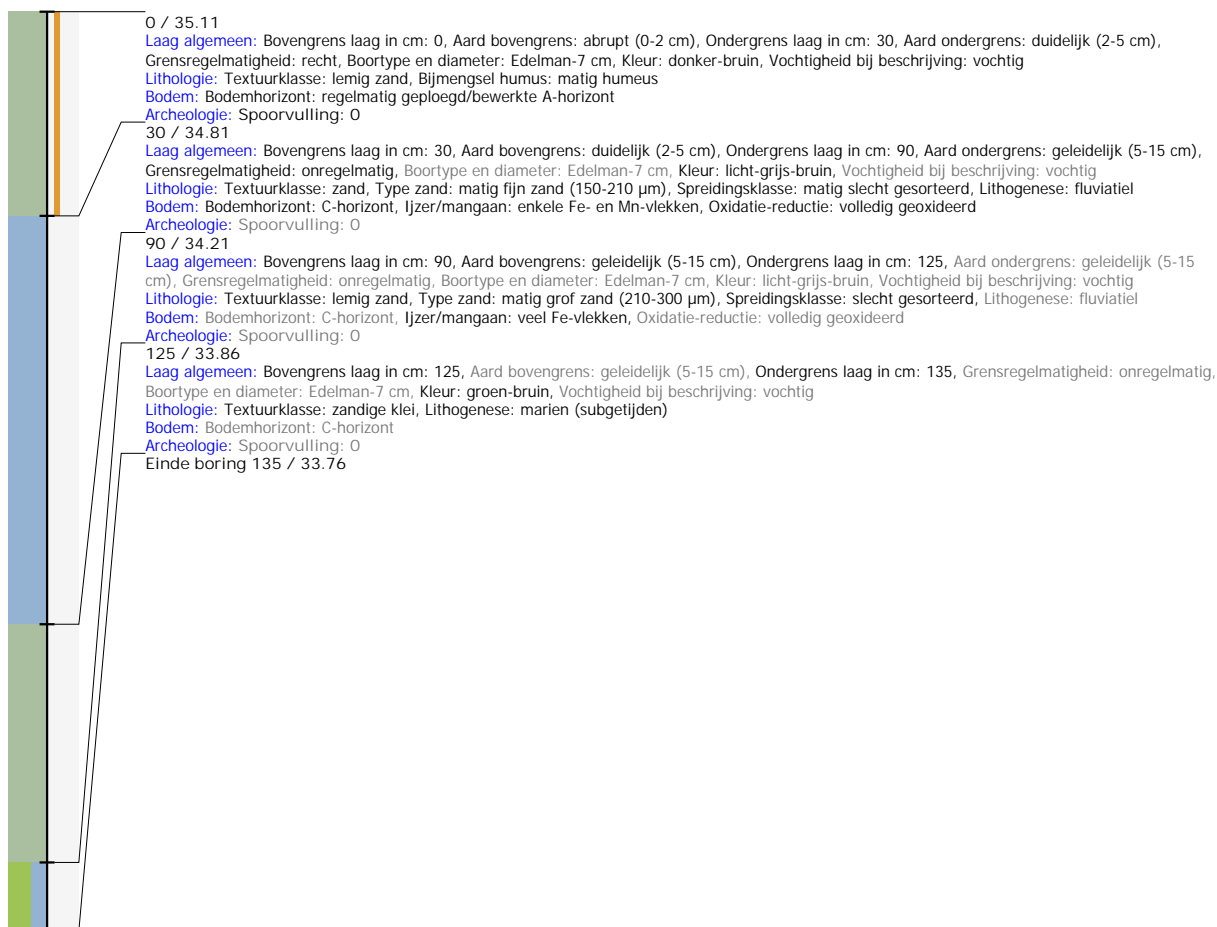 0 / 35.11
Laag algemeen: Bovengrens laag in cm: 0, Aard bovengrens: abrupt (0-2 cm), Ondergrens laag in cm: 30, Aard ondergrens: duidelijk (2-5 cm),
Grensregelmatigheid: recht, Boortype en diameter: Edelman-7 cm, Kleur: donker-bruin, Vochtigheid bij beschrijving: vochtig
Lithologie: Textuurklasse: lemig zand, Bijmengsel humus: matig humeus
Bodem: Bodemhorizont: regelmatig geploegd/bewerkte A-horizont
Archeologie: Spoorvulling: 0
30 / 34.81
Laag algemeen: Bovengrens laag in cm: 30, Aard bovengrens: duidelijk (2-5 cm), Ondergrens laag in cm: 90, Aard ondergrens: geleidelijk (5-15 cm),
Grensregelmatigheid: onregelmatig, Boortype en diameter: Edelman-7 cm, Kleur: licht-grijs-bruin, Vochtigheid bij beschrijving: vochtig
Lithologie: Textuurklasse: zand, Type zand: matig fijn zand (150-210 µm), Spreidingsklasse: matig slecht gesorteerd, Lithogenese: fluviatiel
Bodem: Bodemhorizont: C-horizont, Ijzer/mangaan: enkele Fe- en Mn-vlekken, Oxidatie-reductie: volledig geoxideerd
Archeologie: Spoorvulling: 0
90 / 34.21
Laag algemeen: Bovengrens laag in cm: 90, Aard bovengrens: geleidelijk (5-15 cm), Ondergrens laag in cm: 125, Aard ondergrens: geleidelijk (5-15
cm), Grensregelmatigheid: onregelmatig, Boortype en diameter: Edelman-7 cm, Kleur: licht-grijs-bruin, Vochtigheid bij beschrijving: vochtig
Lithologie: Textuurklasse: lemig zand, Type zand: matig grof zand (210-300 µm), Spreidingsklasse: slecht gesorteerd, Lithogenese: fluviatiel
Bodem: Bodemhorizont: C-horizont, Ijzer/mangaan: veel Fe-vlekken, Oxidatie-reductie: volledig geoxideerd
Archeologie: Spoorvulling: 0
125 / 33.86
Laag algemeen: Bovengrens laag in cm: 125, Aard bovengrens: geleidelijk (5-15 cm), Ondergrens laag in cm: 135, Grensregelmatigheid: onregelmatig,
Boortype en diameter: Edelman-7 cm, Kleur: groen-bruin, Vochtigheid bij beschrijving: vochtig
Lithologie: Textuurklasse: zandige klei, Lithogenese: marien (subgetijden)
Bodem: Bodemhorizont: C-horizont
Archeologie: Spoorvulling: 0
Einde boring 135 / 33.76